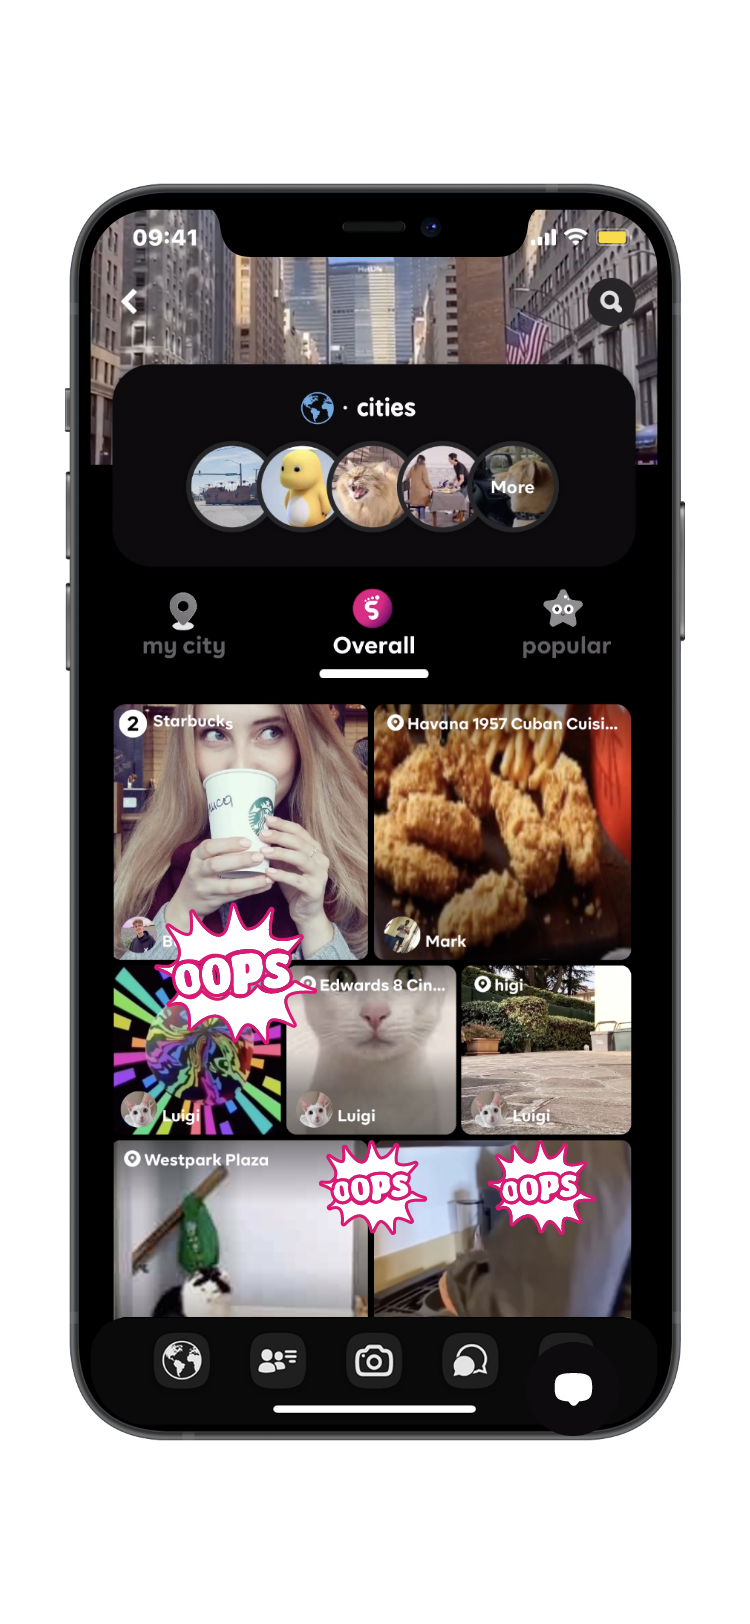 09:41
MetLife
· cities
More
my city
Overall
popular
2 Starbucks
Havana 1957 Cuban Cuisi...
B
Mark
OOPS
Edwards 8 Cin...
higi
Luigi
Luigi
Luigi
Westpark Plaza
OOPS
OOPS